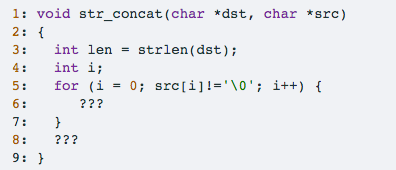 1: void str_concat(char *dst, char *src)
2: {
3:   int len = strlen(dst);
4:   int i;
5:   for (i = 0; src[i]!='\0'; i++) {
6:      ???
7:   }
8:   ???
9: }